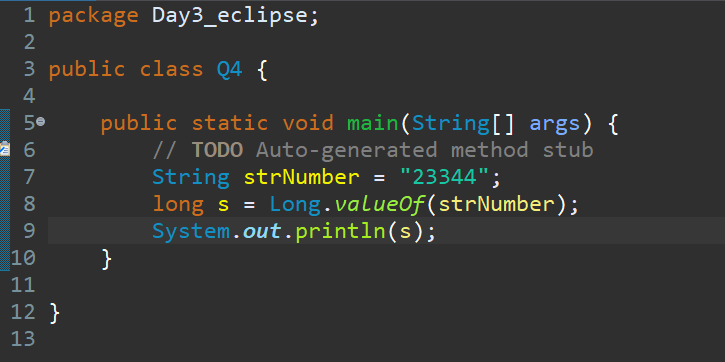 1 package Day3_eclipse;
2
3 public class Q4 {
4
5     public static void main(String[] args) {
6         // TODO Auto-generated method stub
7         String strNumber = "23344";
8         long s = Long.valueOf(strNumber);
9         System.out.println(s);
10     }
11
12 }
13